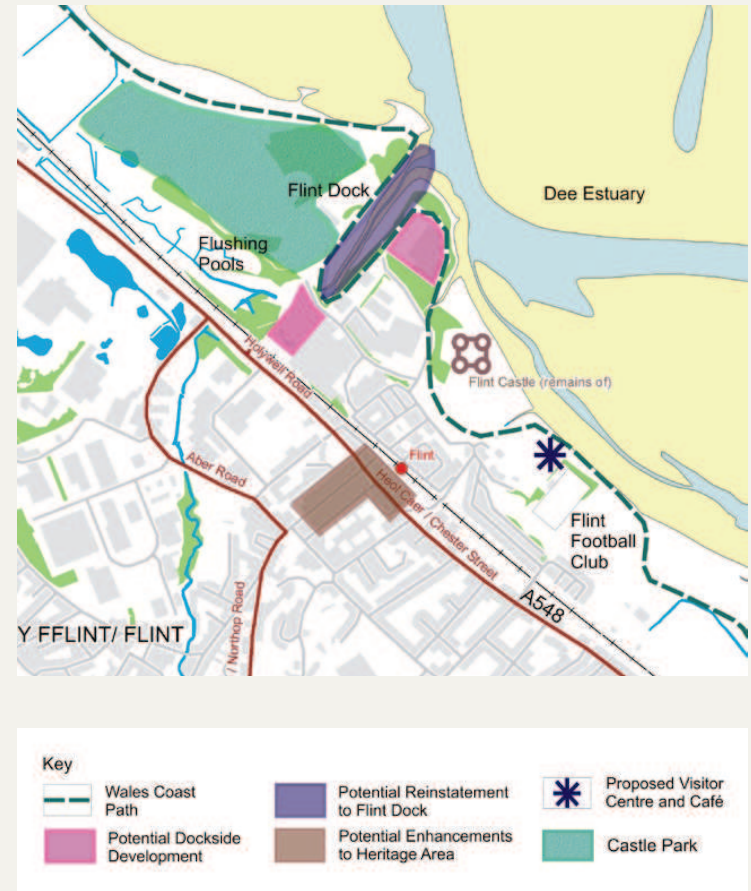 Flint Dock
Dee Estuary
Flushing
Pools
Holywell Road
Flint Castle (remains of)
Flint
Aber Road
Heol Caer / Chester Street
Flint
Football
Club
A548
/ Northop Road
Y FFLINT/ FLINT
Key
Wales Coast
Path
Potential Reinstatement
to Flint Dock
Proposed Visitor
Centre and Café
Potential Dockside
Development
Potential Enhancements
to Heritage Area
Castle Park